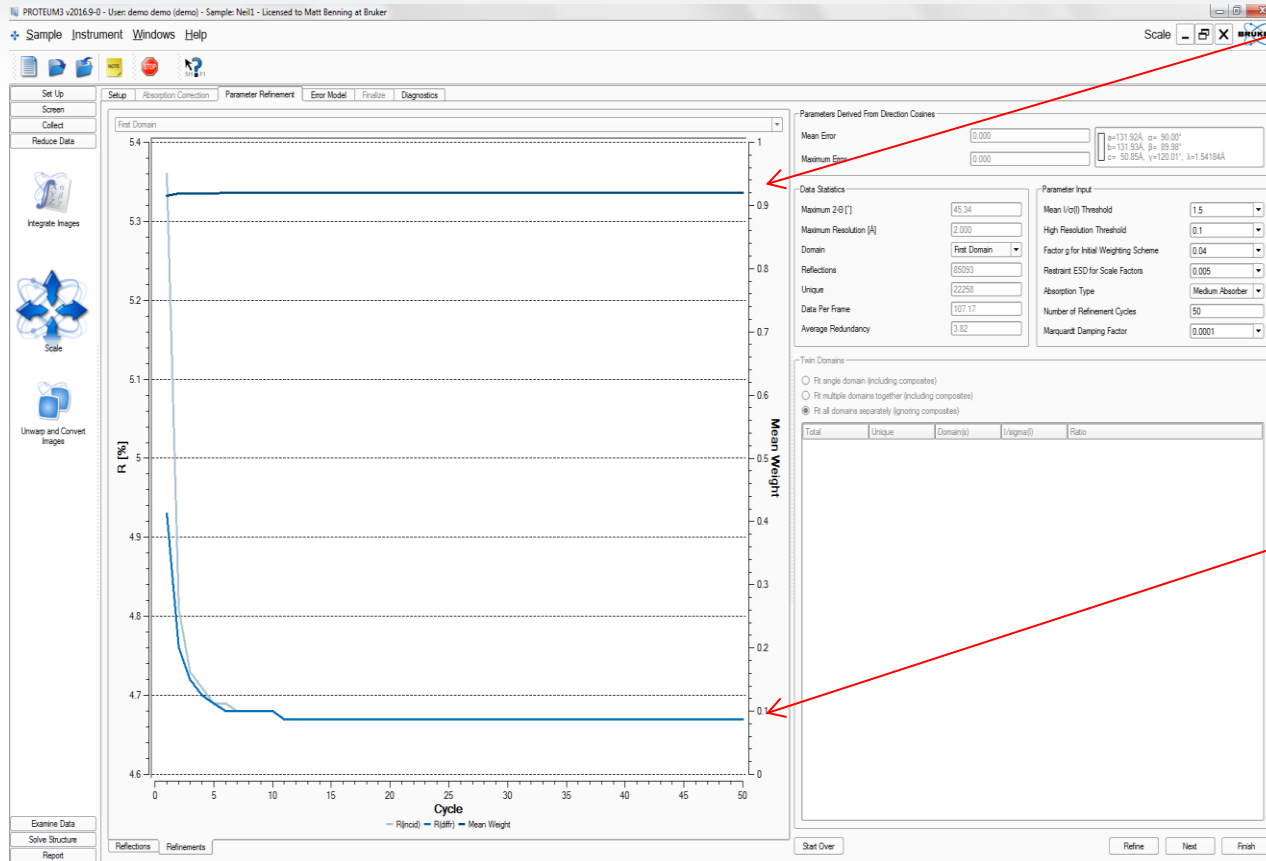 PROTEUM3 v2016.9-0 - User: demo demo (demo) - Sample: Neil1 - Licensed to Matt Benning at Bruker
Sample Instrument Windows Help
Scale
NOTE
STOP
Set Up
Screen
Collect
Reduce Data
Integrate Images
Scale
Unwarp and Convert
Images
Examine Data
Solve Structure
Report
Setup Absorption Correction Parameter Refinement Error Model Finalize Diagnostics
First Domain
5.4
5.3
5.2
5.1
5
4.9
4.8
4.7
4.6
R [%]
1
0.9
0.8
0.7
0.6
0.5
0.4
0.3
0.2
0.1
0
Mean Weight
0 5 10 15 20 25 30 35 40 45 50
Cycle
R(incid) R(diffr) Mean Weight
Reflections Refinements
Parameters Derived From Direction Cosines
Mean Error 0.000
Maximum Error 0.000
a=131.92Å, α= 90.00°
b=131.93Å, β= 89.98°
c= 50.85Å, γ=120.01°, λ=1.54184Å
Data Statistics
Maximum 2-Θ [°] 45.34
Maximum Resolution [Å] 2.000
Domain First Domain
Reflections 85093
Unique 22258
Data Per Frame 107.17
Average Redundancy 3.82
Parameter Input
Mean I/σ(I) Threshold 1.5
High Resolution Threshold 0.1
Factor g for Initial Weighting Scheme 0.04
Restraint ESD for Scale Factors 0.005
Absorption Type Medium Absorber
Number of Refinement Cycles 50
Marquardt Damping Factor 0.0001
Twin Domains
Fit single domain (including composites)
Fit multiple domains together (including composites)
Fit all domains separately (ignoring composites)
Total Unique Domain(s) I/sigma(I) Ratio
Start Over Refine Next Finish